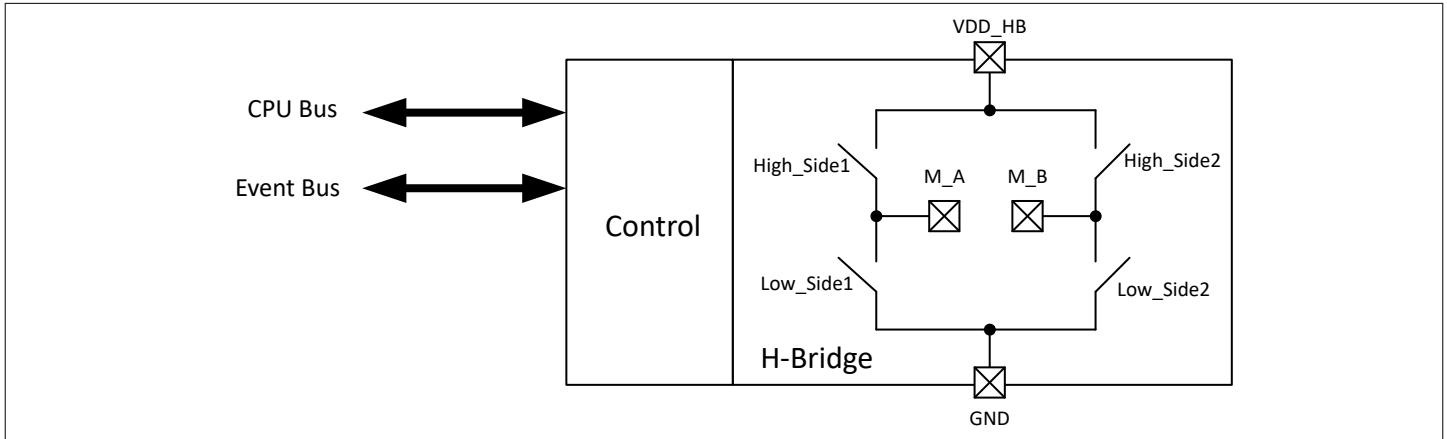 VDD_HB
CPU Bus
High_Side1
High_Side2
M_A
M_B
Event Bus
Control
Low_Side1
Low_Side2
H-Bridge
GND